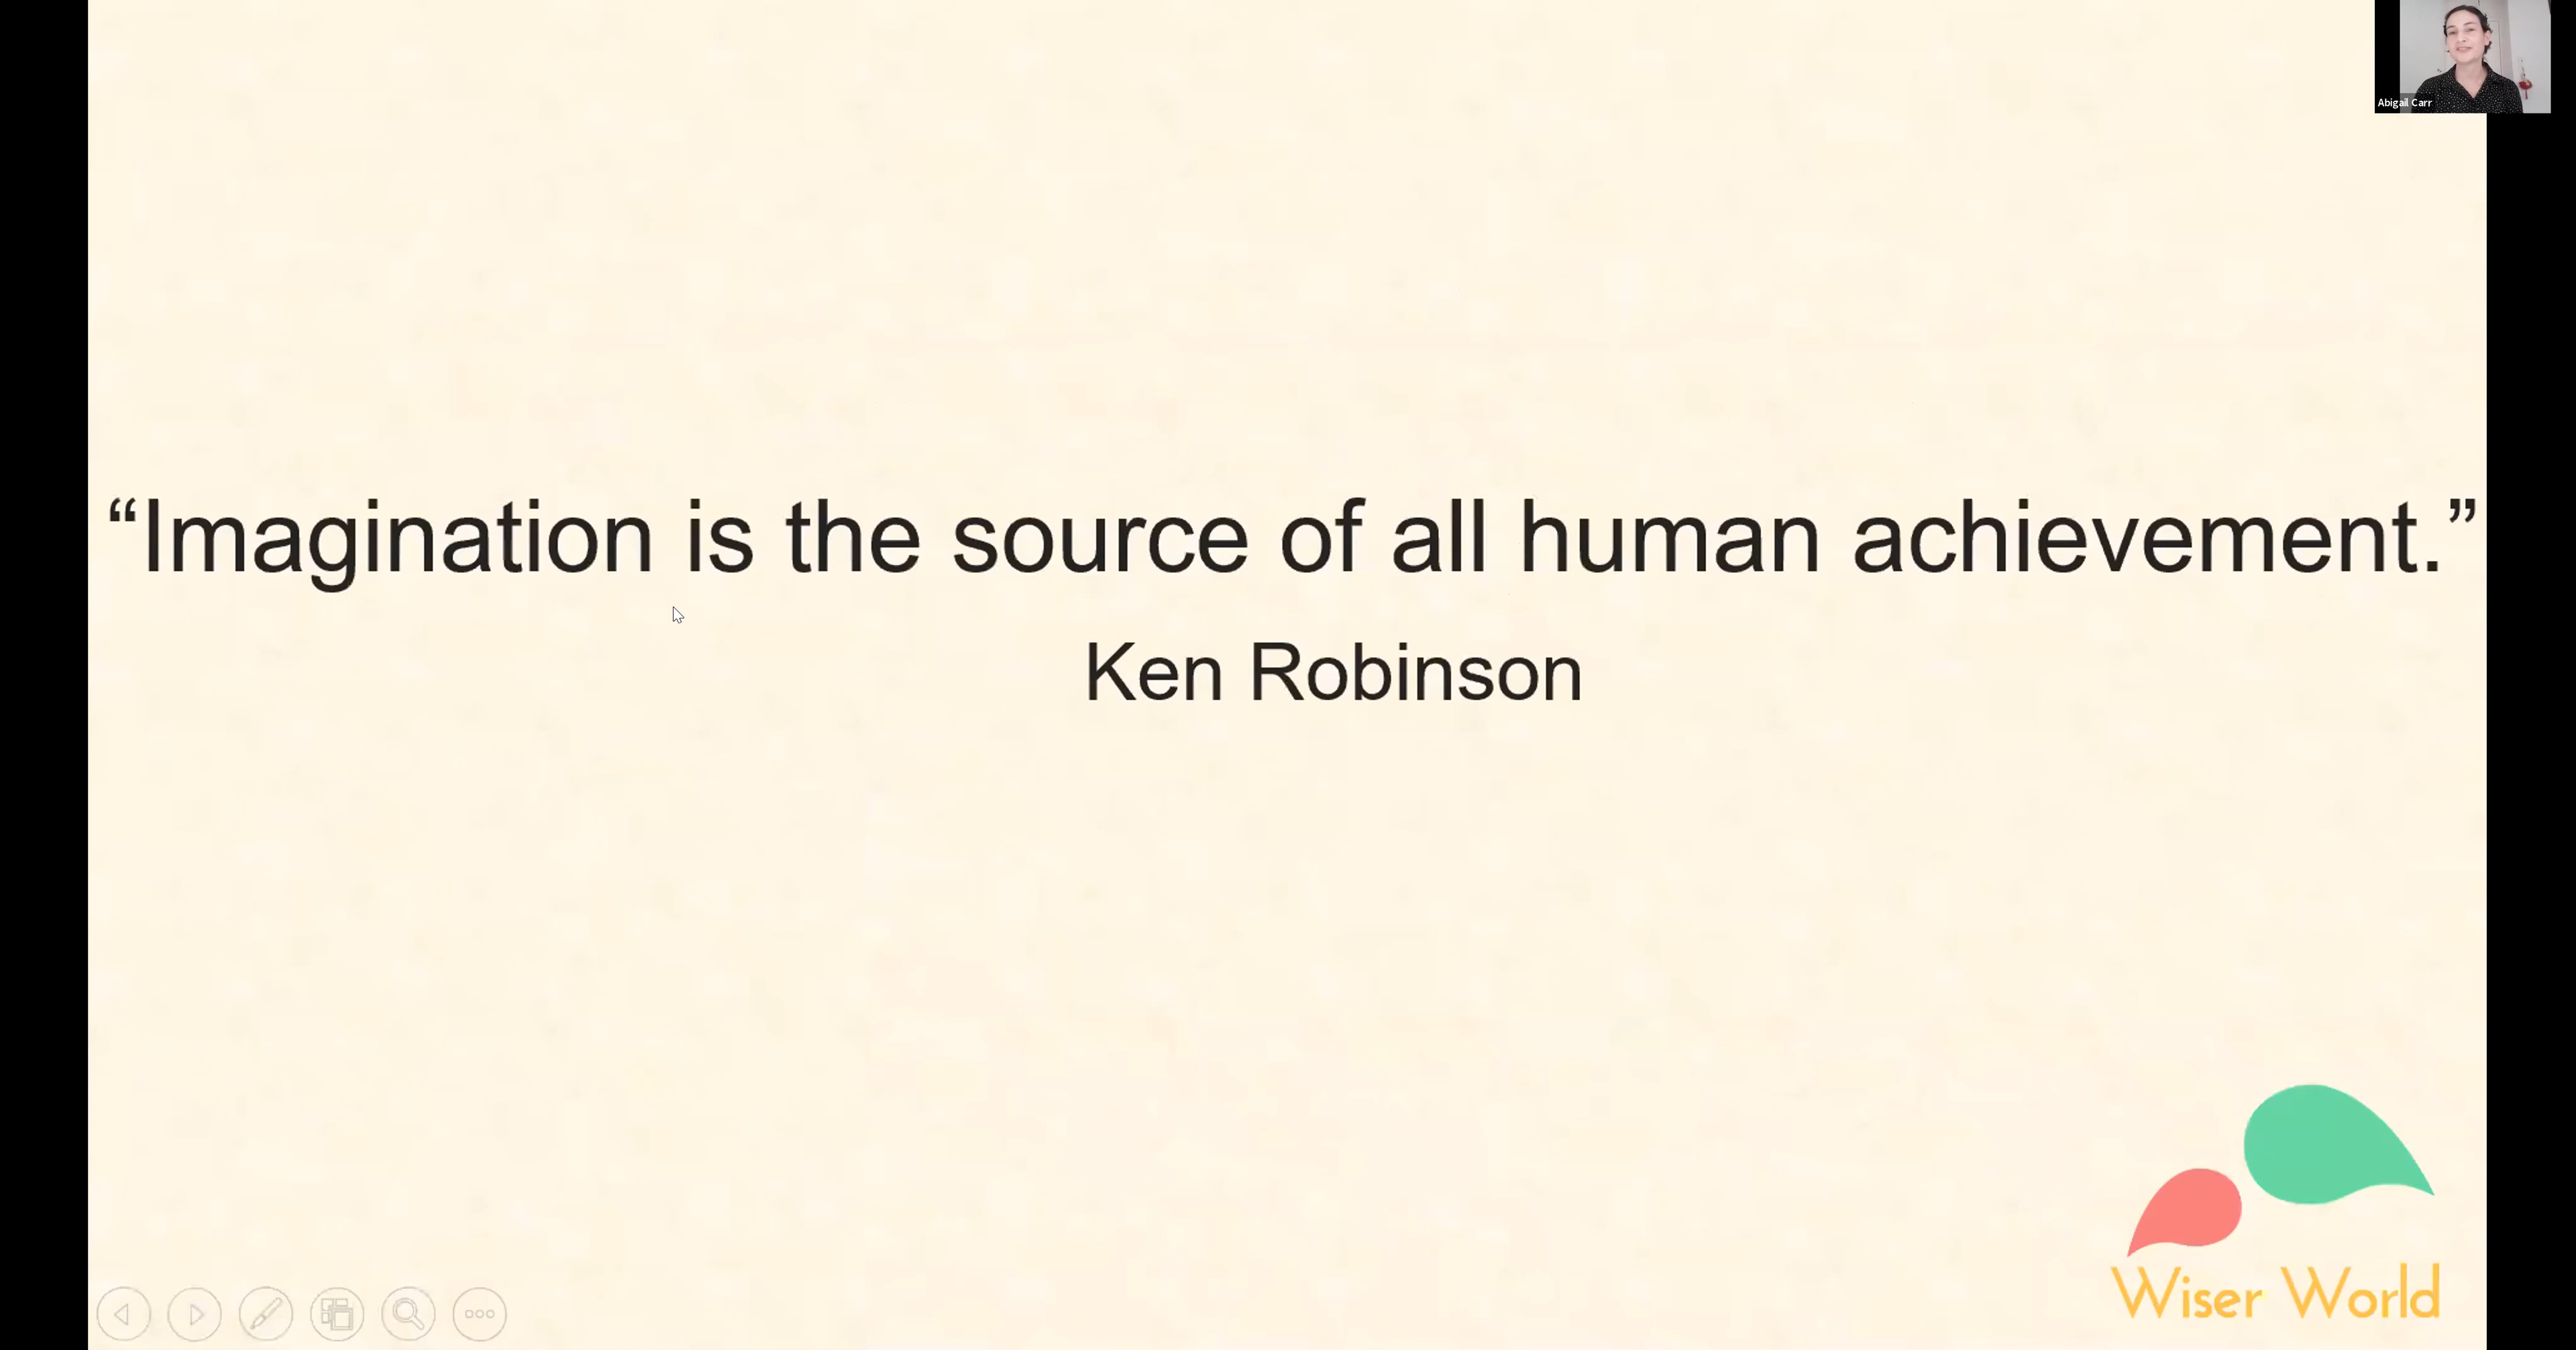 Abigail Carr
“Imagination is the source of all human achievement.”
Ken Robinson
Wiser World